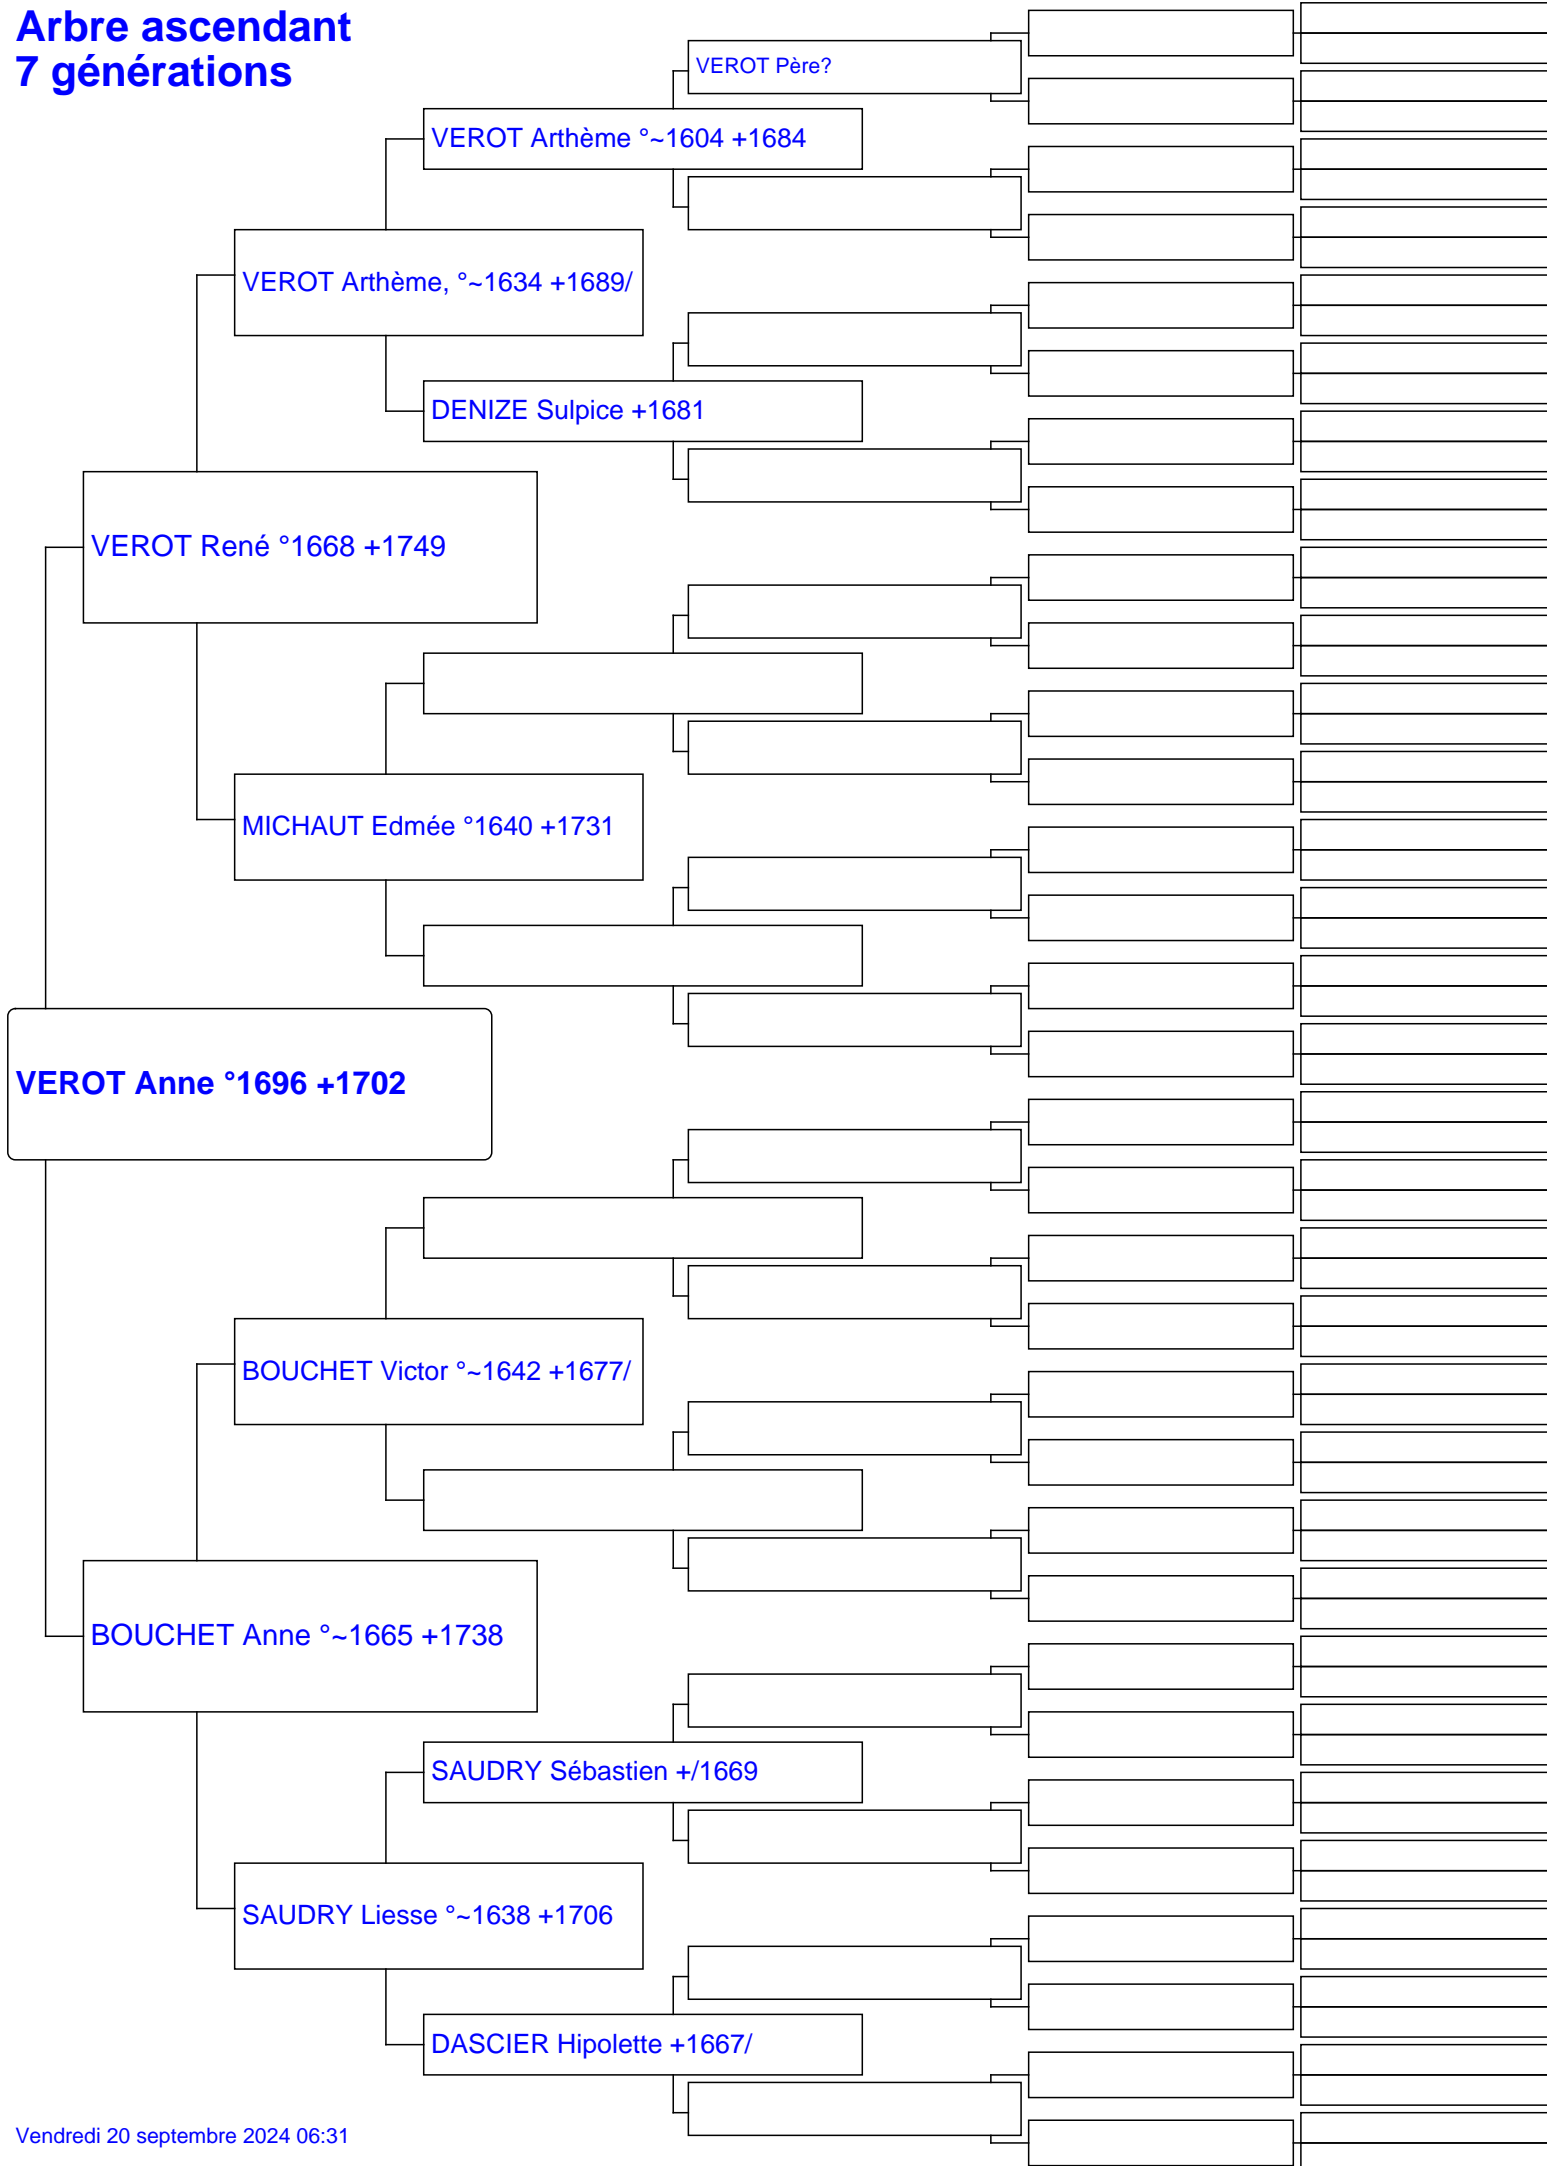 Arbre ascendant
7 générations
VEROT Père?
VEROT Arthème °~1604 +1684
VEROT Arthème, °~1634 +1689/
DENIZE Sulpice +1681
VEROT René °1668 +1749
MICHAUT Edmée °1640 +1731
VEROT Anne °1696 +1702
BOUCHET Victor °~1642 +1677/
BOUCHET Anne °~1665 +1738
SAUDRY Sébastien +/1669
SAUDRY Liesse °~1638 +1706
DASCIER Hipolette +1667/
Vendredi 20 septembre 2024 06:31